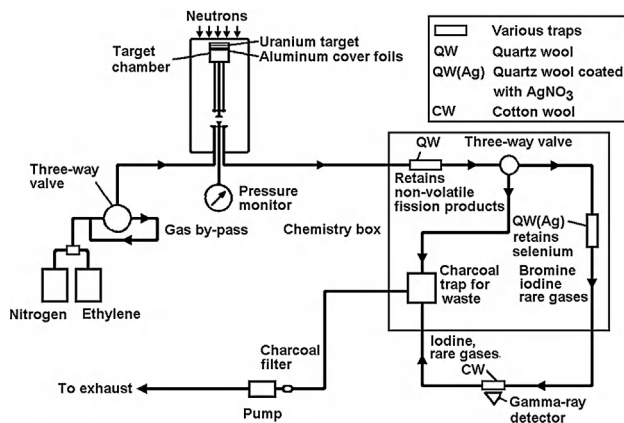 Neutrons
Target
chamber
Uranium target
Aluminum cover foils
Various traps
QW Quartz wool
QW(Ag) Quartz wool coated
with AgNO3
CW Cotton wool
Three-way
valve
Pressure
monitor
Gas by-pass
Nitrogen
Ethylene
Chemistry box
QW
Retains
non-volatile
fission products
Three-way valve
QW(Ag)
retains
selenium
Bromine
iodine
rare gases
Charcoal
trap for
waste
Iodine,
rare gases
CW
Gamma-ray
detector
Charcoal
filter
Pump
To exhaust